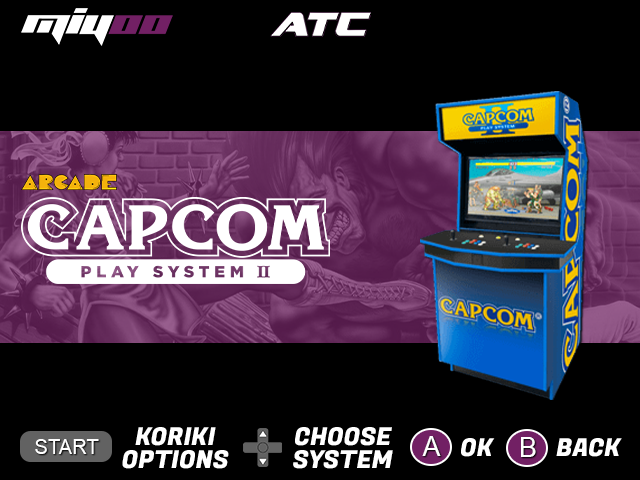 MIYOO
ATC
ARCADE
CAPCOM
PLAY SYSTEM II
II
CAPCOM
PLAY SYSTEM
CAPCOM
CAPCOM®
START
KORIKI
OPTIONS
CHOOSE
SYSTEM
A OK
B BACK